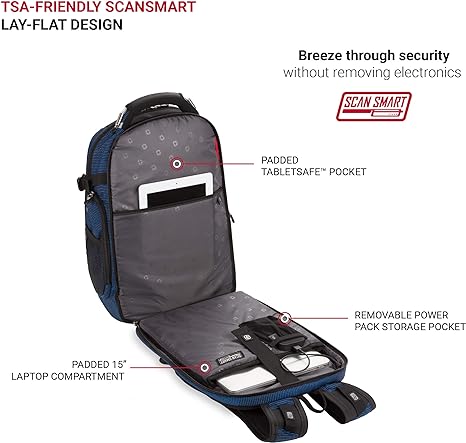 TSA-FRIENDLY SCANSMART
LAY-FLAT DESIGN
Breeze through security
without removing electronics
SCAN SMART
PADDED
TABLETSAFE™ POCKET
REMOVABLE POWER
PACK STORAGE POCKET
PADDED 15"
LAPTOP COMPARTMENT